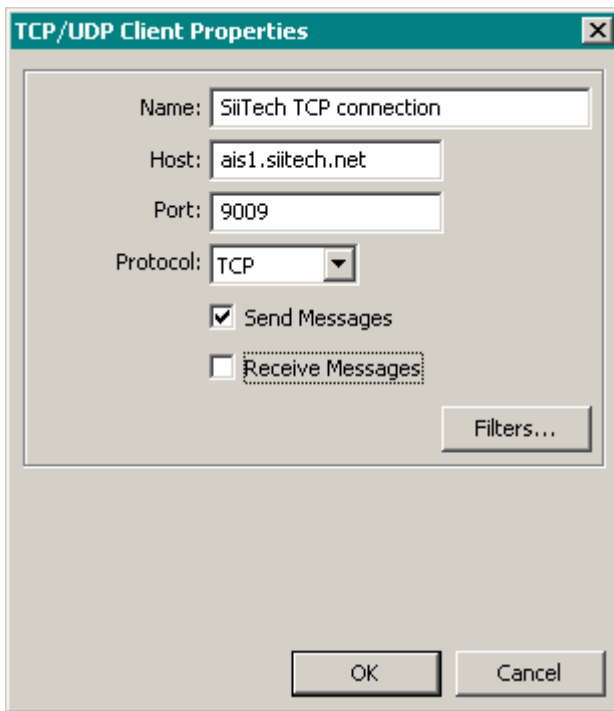 TCP/UDP Client Properties
Name: SiiTech TCP connection
Host: ais1.siitech.net
Port: 9009
Protocol: TCP
Send Messages
Receive Messages
Filters...
OK Cancel